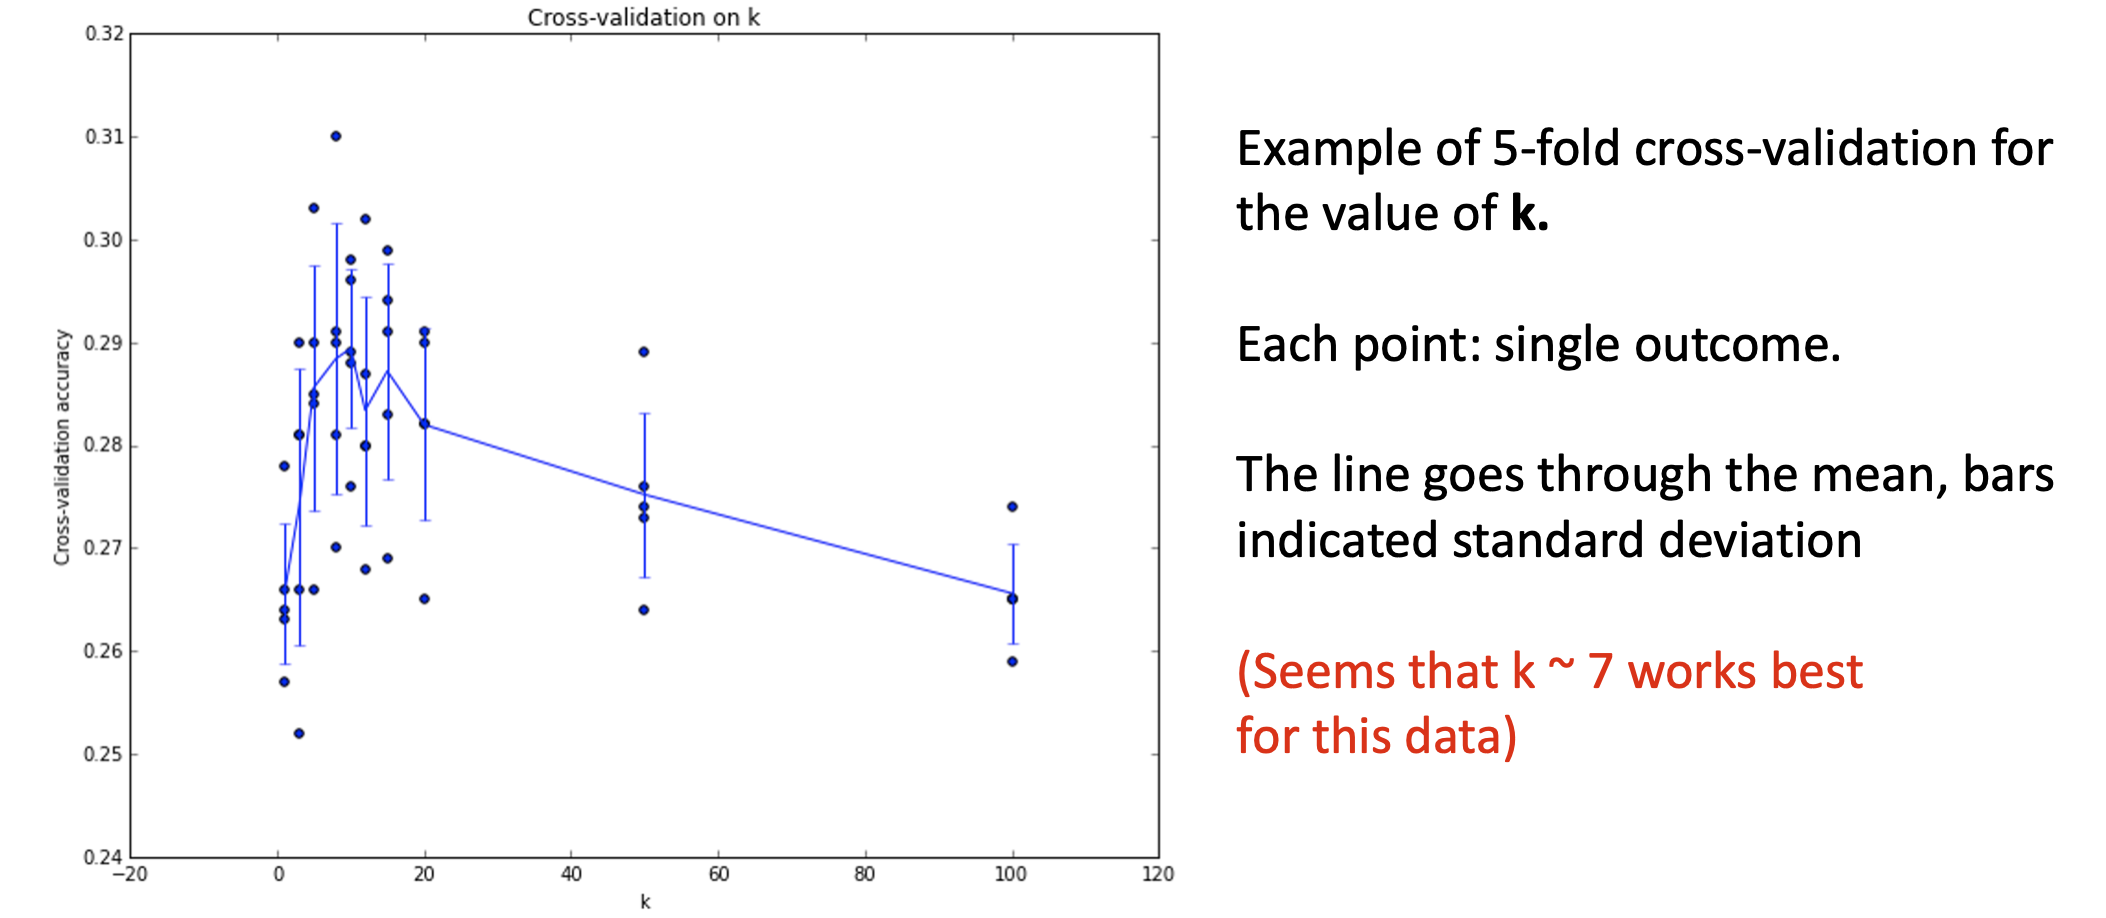 Cross-validation on k
0.32
0.31
0.30
0.29
0.28
0.27
0.26
0.25
0.24
Cross-validation accuracy
−20
0
20
40
60
80
100
120
k
Example of 5-fold cross-validation for
the value of k.
Each point: single outcome.
The line goes through the mean, bars
indicated standard deviation
(Seems that k ~ 7 works best
for this data)